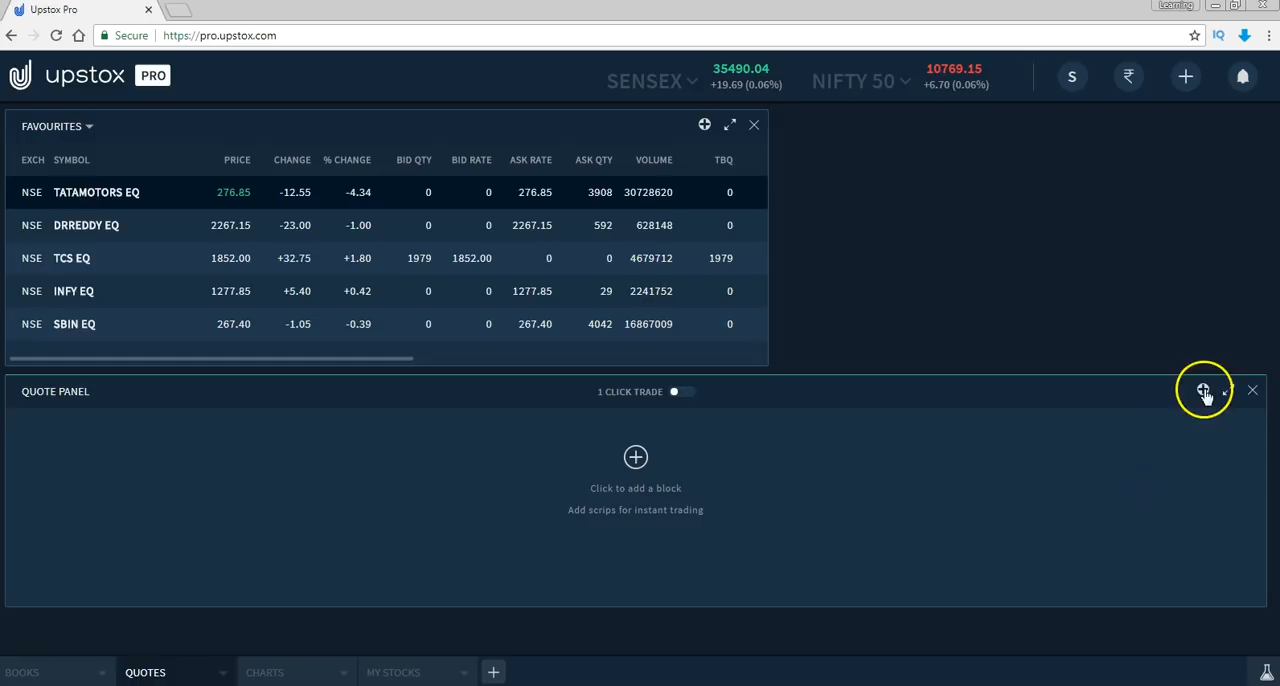 Upstox Pro
Learning
Secure https://pro.upstox.com
IQ
upstox PRO
SENSEX 35490.04 +19.69 (0.06%)
NIFTY 50 10769.15 +6.70 (0.06%)
S ₹
FAVOURITES
EXCH SYMBOL PRICE CHANGE % CHANGE BID QTY BID RATE ASK RATE ASK QTY VOLUME TBQ
NSE TATAMOTORS EQ 276.85 -12.55 -4.34 0 0 276.85 3908 30728620 0
NSE DRREDDY EQ 2267.15 -23.00 -1.00 0 0 2267.15 592 628148 0
NSE TCS EQ 1852.00 +32.75 +1.80 1979 1852.00 0 0 4679712 1979
NSE INFY EQ 1277.85 +5.40 +0.42 0 0 1277.85 29 2241752 0
NSE SBIN EQ 267.40 -1.05 -0.39 0 0 267.40 4042 16867009 0
QUOTE PANEL 1 CLICK TRADE
Click to add a block
Add scrips for instant trading
BOOKS QUOTES CHARTS MY STOCKS